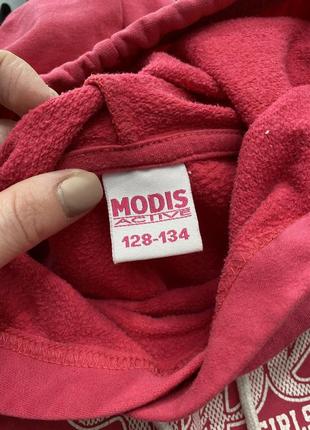 MODIS
ACTIVE
128-134
GIRLS